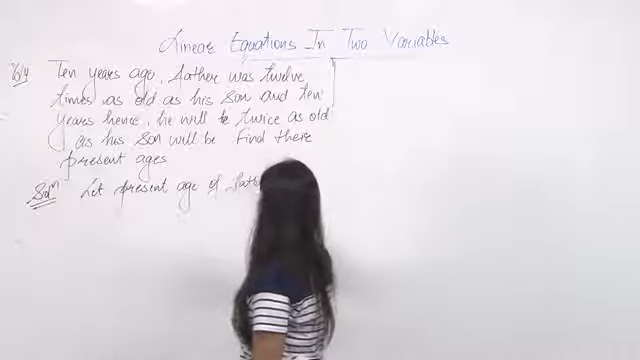 Linear Equations In Two Variables
Ten years ago, father was twelve
times as old as his son and ten
years hence, he will be twice as old
as his son will be Find there
present ages
Solⁿ Let present age of